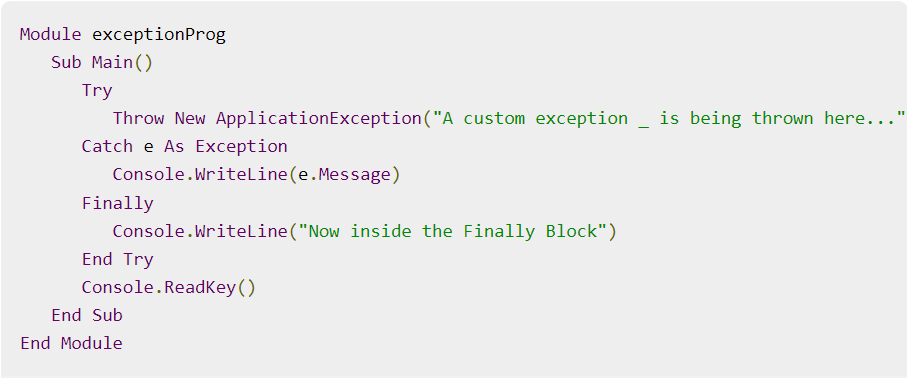 Module exceptionProg
   Sub Main()
      Try
         Throw New ApplicationException("A custom exception _ is being thrown here..."
      Catch e As Exception
         Console.WriteLine(e.Message)
      Finally
         Console.WriteLine("Now inside the Finally Block")
      End Try
      Console.ReadKey()
   End Sub
End Module